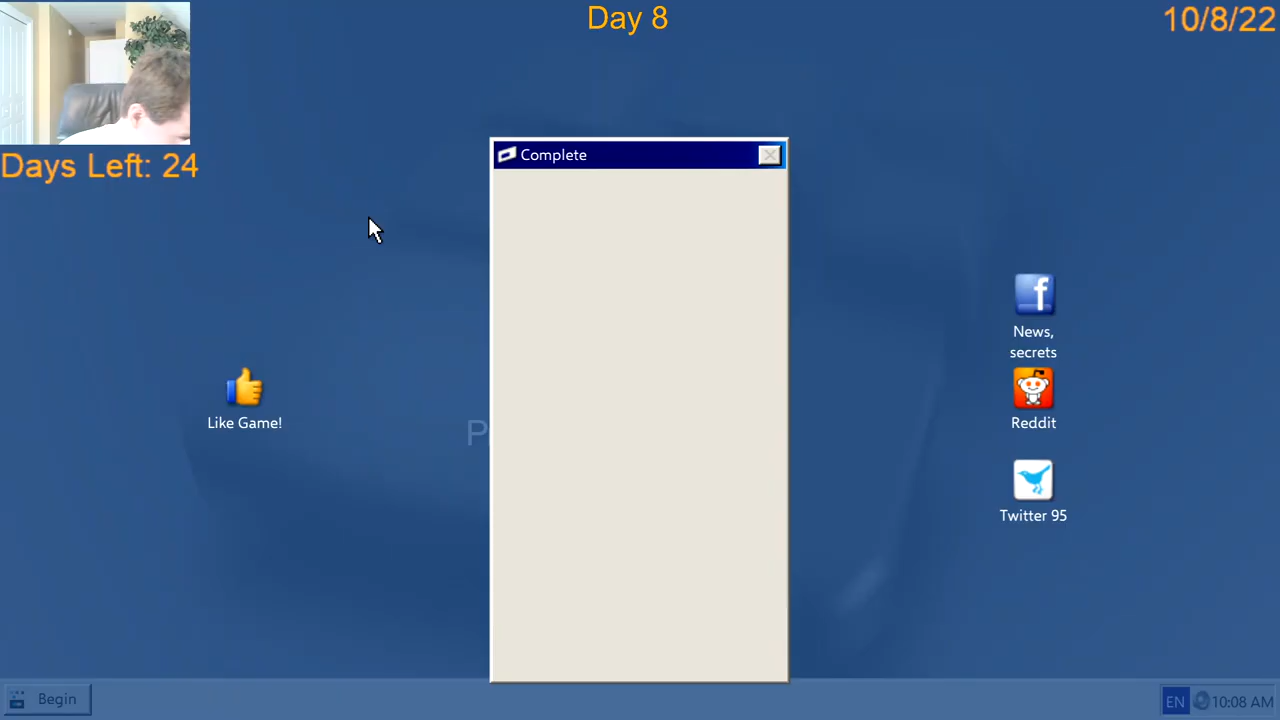 Day 8
10/8/22
Days Left: 24
Complete
News,
secrets
Like Game!
Reddit
P
Twitter 95
Begin
EN
10:08 AM